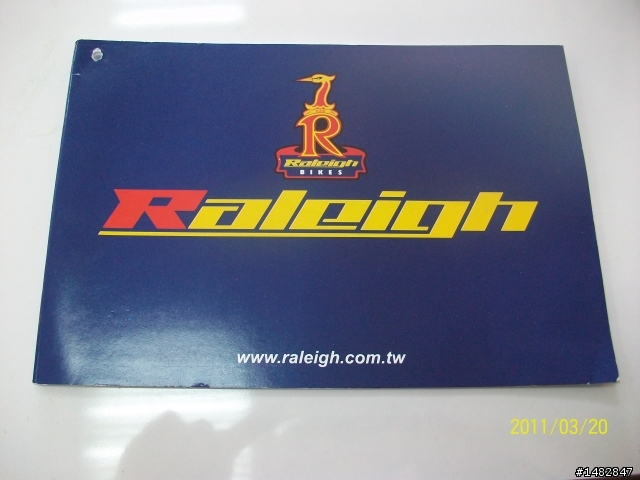 R
Raleigh
BIKES
Raleigh
www.raleigh.com.tw
2011/03/20
#1482847